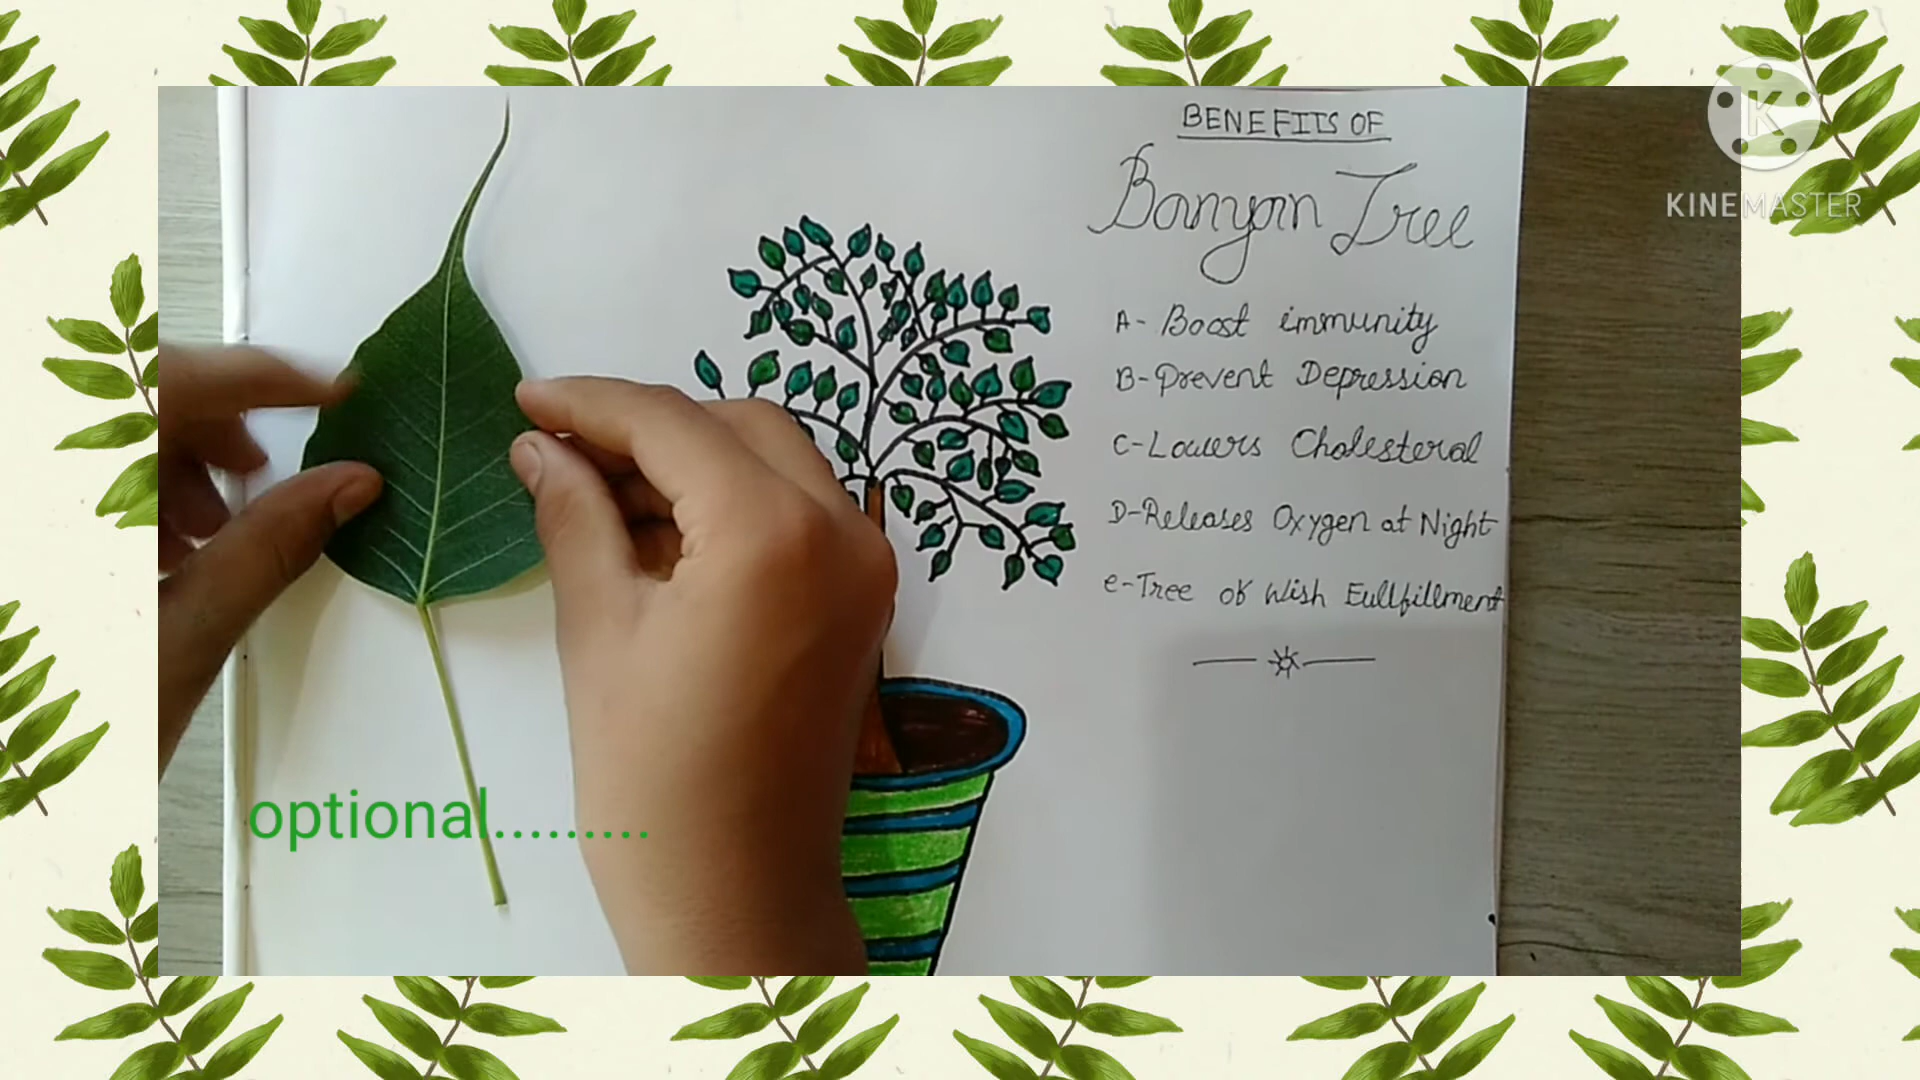 BENEFITS OF
Banyan Tree
A- Boost immunity
B- Prevent Depression
C- Lowers Cholesteral
D- Releases Oxygen at Night
e- Tree of Wish Fullfillment
optional.........
K
KINEMASTER